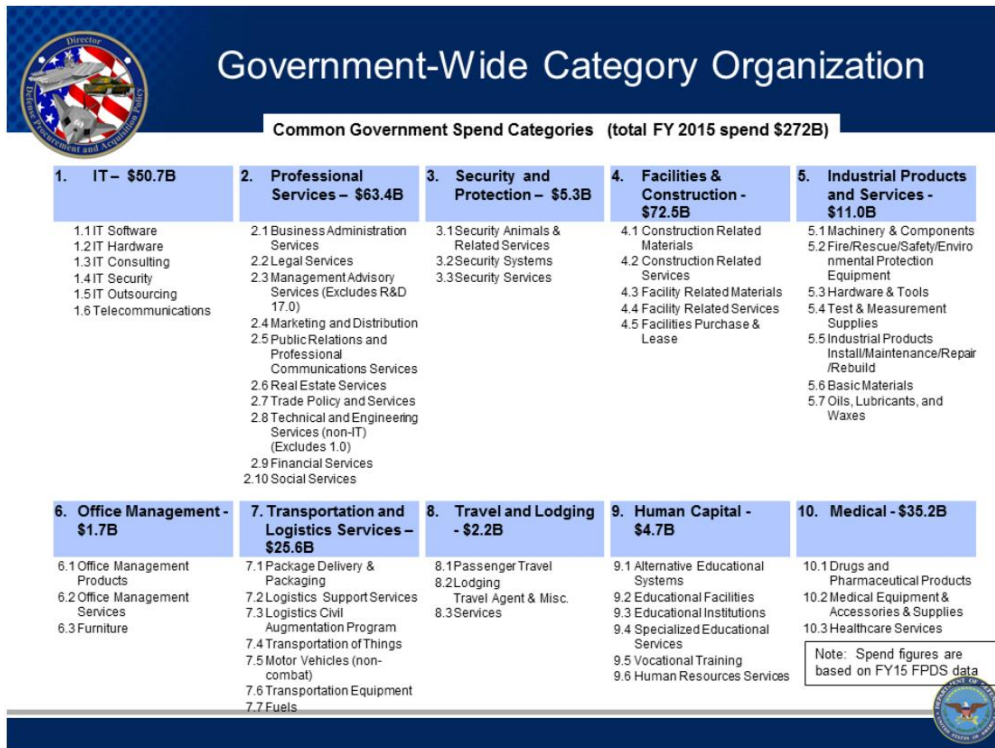 Government-Wide Category Organization
Director
Defense Procurement and Acquisition Policy
Common Government Spend Categories (total FY 2015 spend $272B)
1. IT – $50.7B
1.1 IT Software
1.2 IT Hardware
1.3 IT Consulting
1.4 IT Security
1.5 IT Outsourcing
1.6 Telecommunications
2. Professional
Services – $63.4B
2.1 Business Administration
Services
2.2 Legal Services
2.3 Management Advisory
Services (Excludes R&D
17.0)
2.4 Marketing and Distribution
2.5 Public Relations and
Professional
Communications Services
2.6 Real Estate Services
2.7 Trade Policy and Services
2.8 Technical and Engineering
Services (non-IT)
(Excludes 1.0)
2.9 Financial Services
2.10 Social Services
3. Security and
Protection – $5.3B
3.1 Security Animals &
Related Services
3.2 Security Systems
3.3 Security Services
4. Facilities &
Construction -
$72.5B
4.1 Construction Related
Materials
4.2 Construction Related
Services
4.3 Facility Related Materials
4.4 Facility Related Services
4.5 Facilities Purchase &
Lease
5. Industrial Products
and Services -
$11.0B
5.1 Machinery & Components
5.2 Fire/Rescue/Safety/Enviro
nmental Protection
Equipment
5.3 Hardware & Tools
5.4 Test & Measurement
Supplies
5.5 Industrial Products
Install/Maintenance/Repair
/Rebuild
5.6 Basic Materials
5.7 Oils, Lubricants, and
Waxes
6. Office Management -
$1.7B
6.1 Office Management
Products
6.2 Office Management
Services
6.3 Furniture
7. Transportation and
Logistics Services –
$25.6B
7.1 Package Delivery &
Packaging
7.2 Logistics Support Services
7.3 Logistics Civil
Augmentation Program
7.4 Transportation of Things
7.5 Motor Vehicles (non-
combat)
7.6 Transportation Equipment
7.7 Fuels
8. Travel and Lodging
- $2.2B
8.1 Passenger Travel
8.2 Lodging
Travel Agent & Misc.
8.3 Services
9. Human Capital -
$4.7B
9.1 Alternative Educational
Systems
9.2 Educational Facilities
9.3 Educational Institutions
9.4 Specialized Educational
Services
9.5 Vocational Training
9.6 Human Resources Services
10. Medical - $35.2B
10.1 Drugs and
Pharmaceutical Products
10.2 Medical Equipment &
Accessories & Supplies
10.3 Healthcare Services
Note: Spend figures are
based on FY15 FPDS data